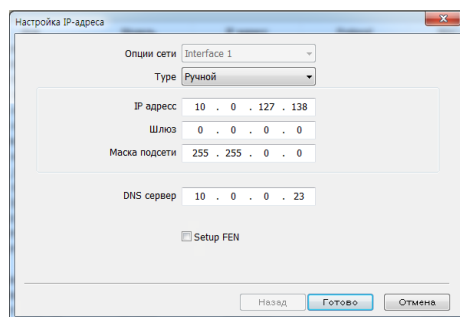 Настройка IP-адреса
Опции сети Interface 1
Type Ручной
IP адресс 10 . 0 . 127 . 138
Шлюз 0 . 0 . 0 . 0
Маска подсети 255 . 255 . 0 . 0
DNS сервер 10 . 0 . 0 . 23
Setup FEN
Назад Готово Отмена